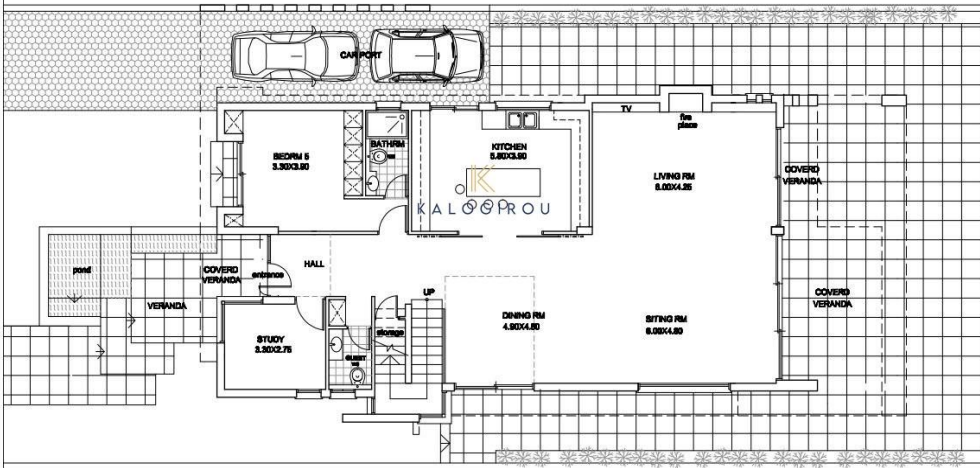 CAR PORT
TV
fire
place
BATHRM
BEDRM 5
3.30X3.90
KITCHEN
5.80X3.90
LIVING RM
6.00X4.25
COVERD
VERANDA
K
KALOGIROU
pond
COVERD
VERANDA
entrance
HALL
VERANDA
UP
COVERD
VERANDA
DINING RM
4.90X4.80
SITING RM
6.00X4.80
storage
STUDY
3.30X2.75
GUEST
WC